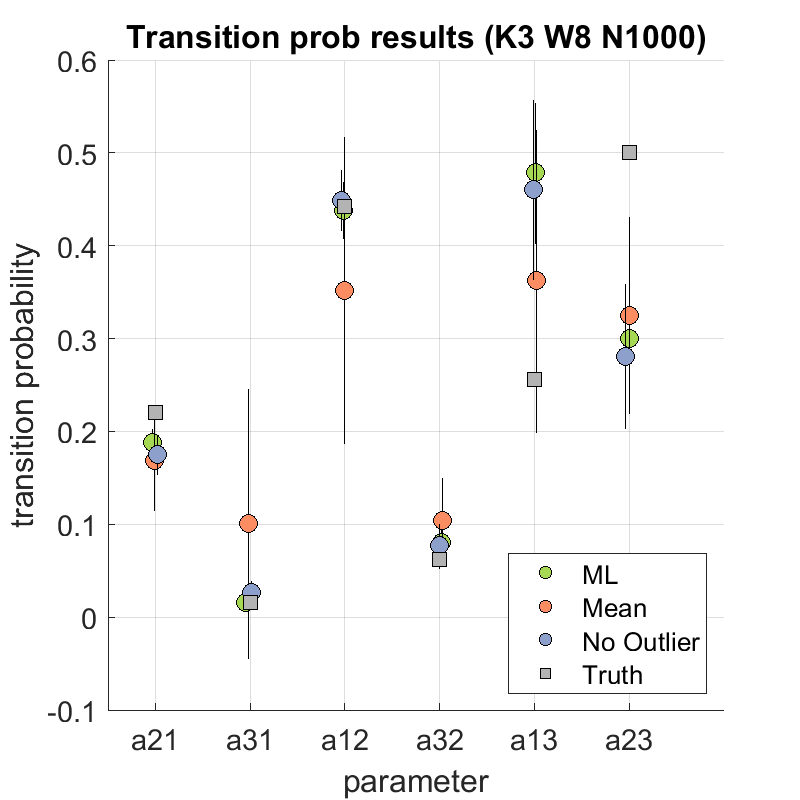 Transition prob results (K3 W8 N1000)
0.6
0.5
0.4
0.3
0.2
0.1
0
-0.1
transition probability
a21 a31 a12 a32 a13 a23
parameter
ML
Mean
No Outlier
Truth